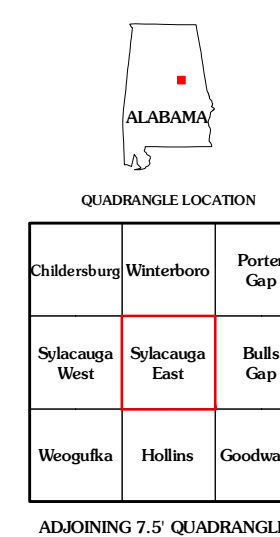 ALABAMA
QUADRANGLE LOCATION
Childersburg Winterboro Porter
Gap
Sylacauga
West
Sylacauga
East
Bulls
Gap
Weogufka Hollins Goodwa
ADJOINING 7.5' QUADRANGL